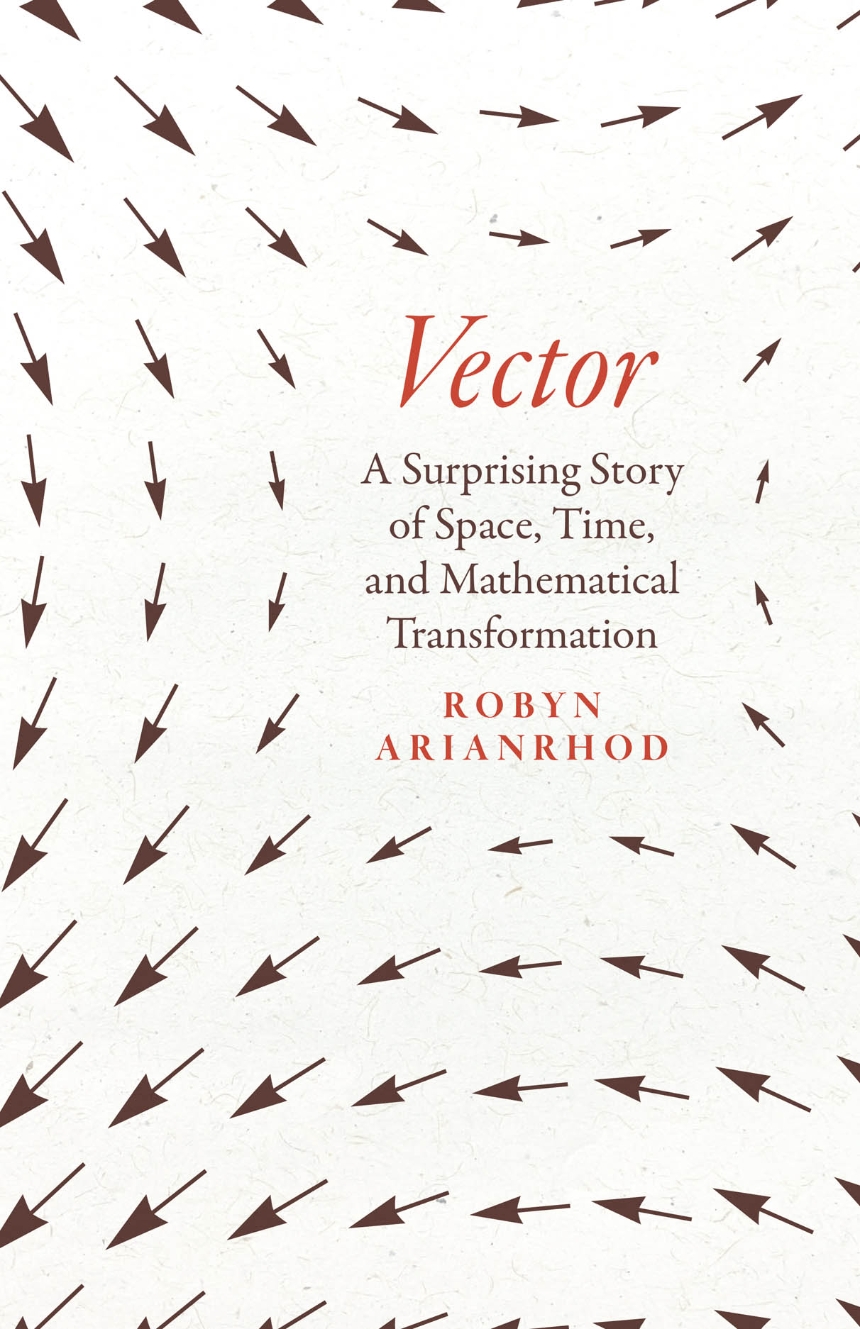 Vector
A Surprising Story
of Space, Time,
and Mathematical
Transformation
ROBYN
ARIANRHOD